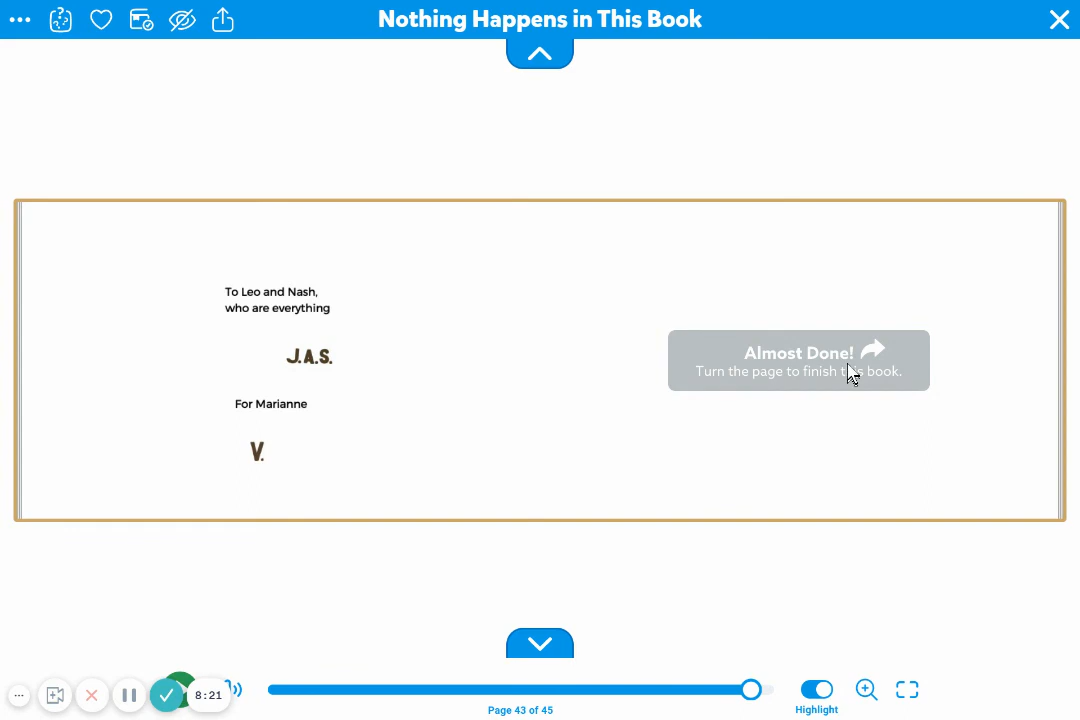 Nothing Happens in This Book
To Leo and Nash,
who are everything
J.A.S.
For Marianne
V.
Almost Done!
Turn the page to finish this book.
8:21
Page 43 of 45
Highlight